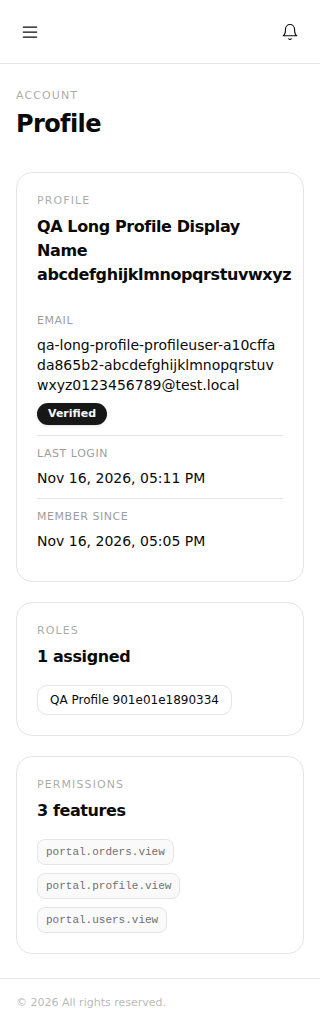 ACCOUNT
Profile
PROFILE
QA Long Profile Display
Name
abcdefghijklmnopqrstuvwxyz
EMAIL
qa-long-profile-profileuser-a10cffa
da865b2-abcdefghijklmnopqrstuv
wxyz0123456789@test.local
Verified
LAST LOGIN
Nov 16, 2026, 05:11 PM
MEMBER SINCE
Nov 16, 2026, 05:05 PM
ROLES
1 assigned
QA Profile 901e01e1890334
PERMISSIONS
3 features
portal.orders.view
portal.profile.view
portal.users.view
© 2026 All rights reserved.